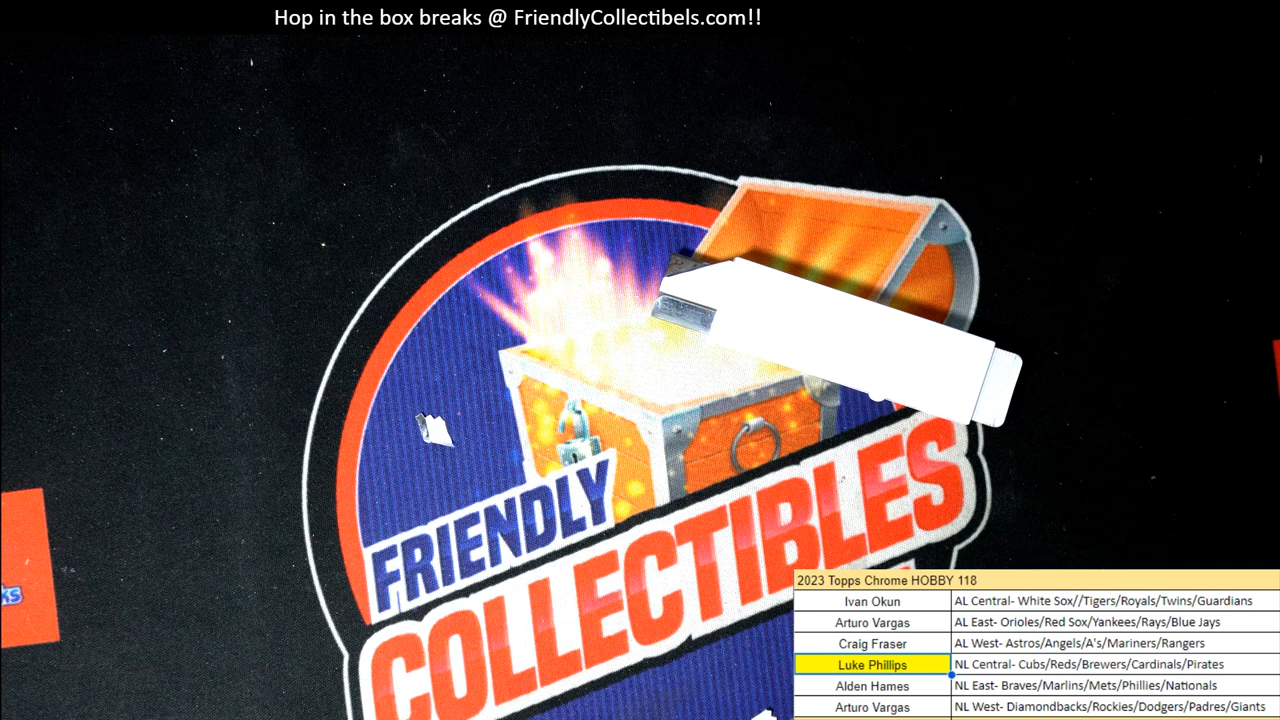 Hop in the box breaks @ FriendlyCollectibels.com!!
FRIENDLY
COLLECTIBLES
KS
2023 Topps Chrome HOBBY 118
Ivan Okun AL Central- White Sox//Tigers/Royals/Twins/Guardians
Arturo Vargas AL East- Orioles/Red Sox/Yankees/Rays/Blue Jays
Craig Fraser AL West- Astros/Angels/A's/Mariners/Rangers
Luke Phillips NL Central- Cubs/Reds/Brewers/Cardinals/Pirates
Alden Hames NL East- Braves/Marlins/Mets/Phillies/Nationals
Arturo Vargas NL West- Diamondbacks/Rockies/Dodgers/Padres/Giants